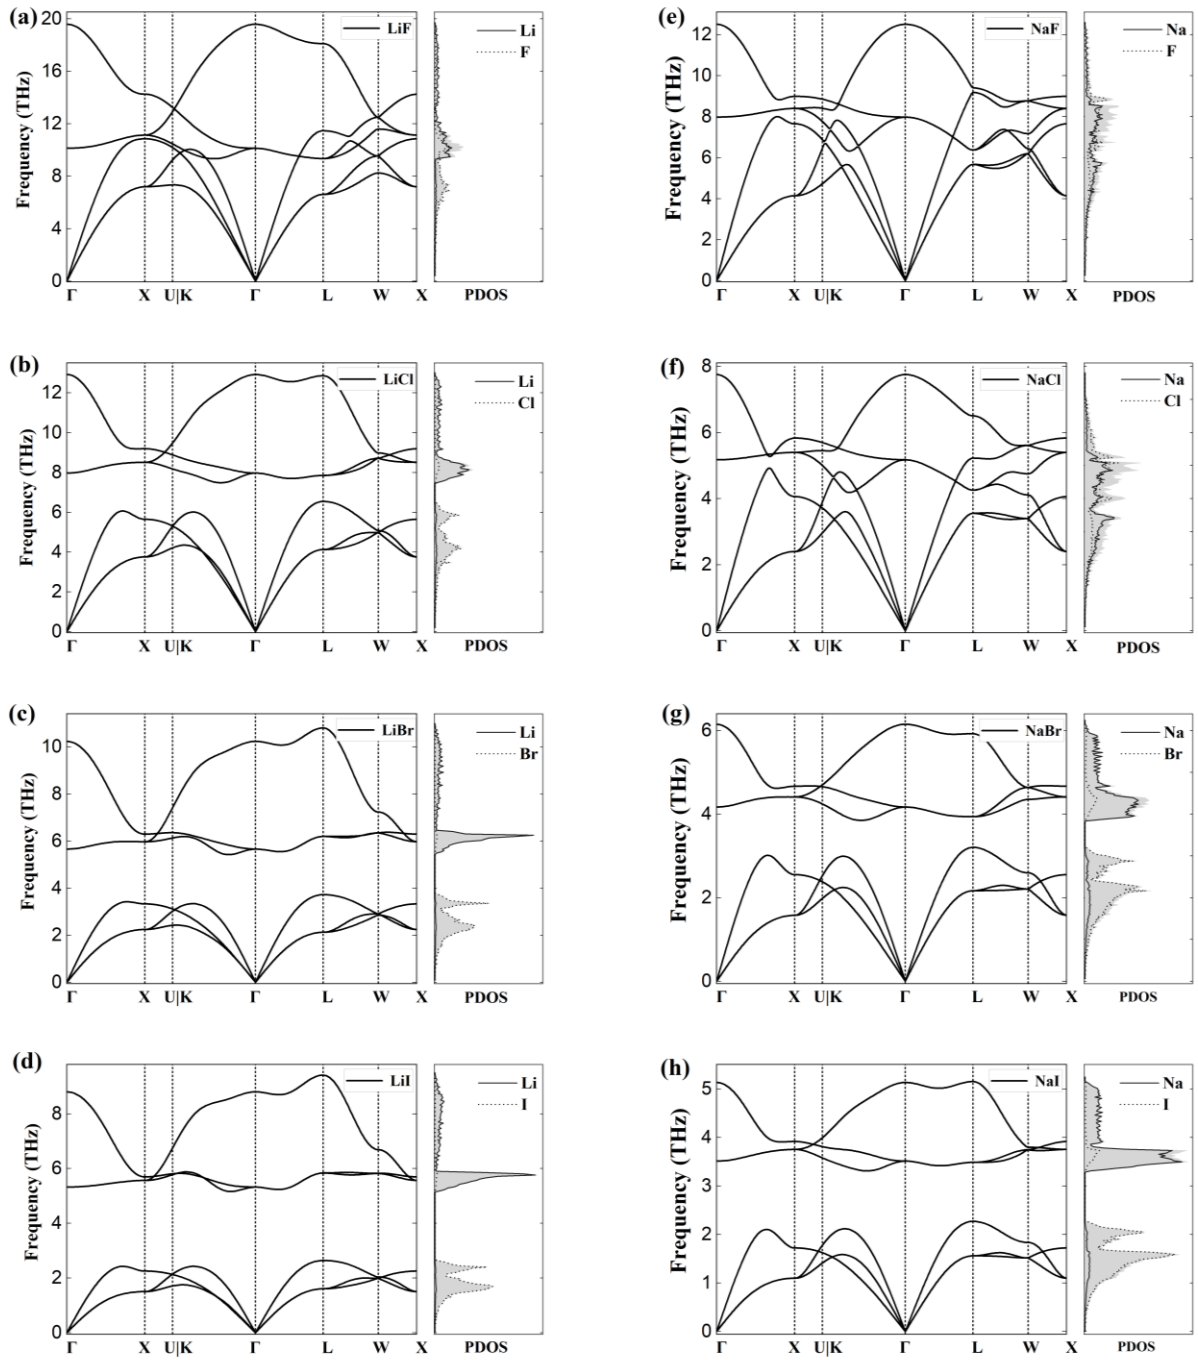 (a)
LiF
Li
F
Frequency (THz)
20
16
12
8
4
0
Γ X U|K Γ L W X
PDOS
(e)
NaF
Na
F
Frequency (THz)
12
10
8
6
4
2
0
Γ X U|K Γ L W X
PDOS
(b)
LiCl
Li
Cl
Frequency (THz)
12
10
8
6
4
2
0
Γ X U|K Γ L W X
PDOS
(f)
NaCl
Na
Cl
Frequency (THz)
8
6
4
2
0
Γ X U|K Γ L W X
PDOS
(c)
LiBr
Li
Br
Frequency (THz)
10
8
6
4
2
0
Γ X U|K Γ L W X
PDOS
(g)
NaBr
Na
Br
Frequency (THz)
6
4
2
0
Γ X U|K Γ L W X
PDOS
(d)
LiI
Li
I
Frequency (THz)
8
6
4
2
0
Γ X U|K Γ L W X
PDOS
(h)
NaI
Na
I
Frequency (THz)
5
4
3
2
1
0
Γ X U|K Γ L W X
PDOS